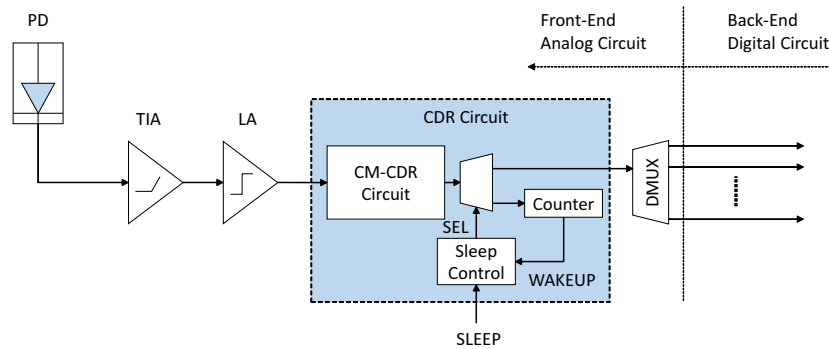 PD
Front-End
Analog Circuit
Back-End
Digital Circuit
TIA
LA
CDR Circuit
CM-CDR
Circuit
Counter
DMUX
SEL
Sleep
Control
WAKEUP
SLEEP